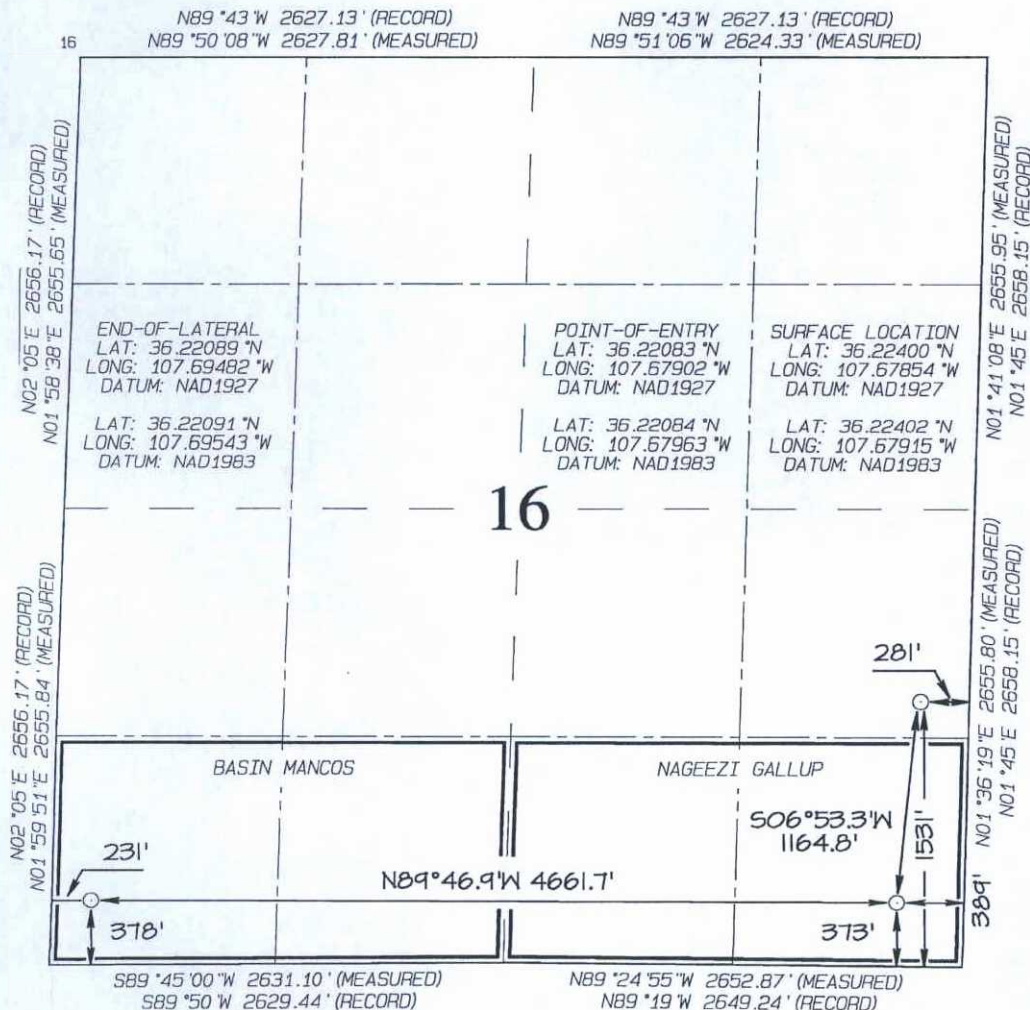 N89°43'W 2627.13' (RECORD)
N89°50'08"W 2627.81' (MEASURED)
N89°43'W 2627.13' (RECORD)
N89°51'06"W 2624.33' (MEASURED)
16
N02°05'E 2656.17' (RECORD)
N01°58'38"E 2655.65' (MEASURED)
N01°41'08"E 2655.95' (MEASURED)
N01°45'E 2658.15' (RECORD)
END-OF-LATERAL
LAT: 36.22089°N
LONG: 107.69482°W
DATUM: NAD1927
LAT: 36.22091°N
LONG: 107.69543°W
DATUM: NAD1983
POINT-OF-ENTRY
LAT: 36.22083°N
LONG: 107.67902°W
DATUM: NAD1927
LAT: 36.22084°N
LONG: 107.67963°W
DATUM: NAD1983
SURFACE LOCATION
LAT: 36.22400°N
LONG: 107.67854°W
DATUM: NAD1927
LAT: 36.22402°N
LONG: 107.67915°W
DATUM: NAD1983
16
N02°05'E 2656.17' (RECORD)
N01°59'51"E 2655.84' (MEASURED)
N01°36'19"E 2655.80' (MEASURED)
N01°45'E 2658.15' (RECORD)
281'
BASIN MANCOS
NAGEEZI GALLUP
S06°53.3'W
1164.8'
1531'
231'
N89°46.9'W 4661.7'
389'
378'
373'
S89°45'00"W 2631.10' (MEASURED)
S89°50'W 2629.44' (RECORD)
N89°24'55"W 2652.87' (MEASURED)
N89°19'W 2649.24' (RECORD)